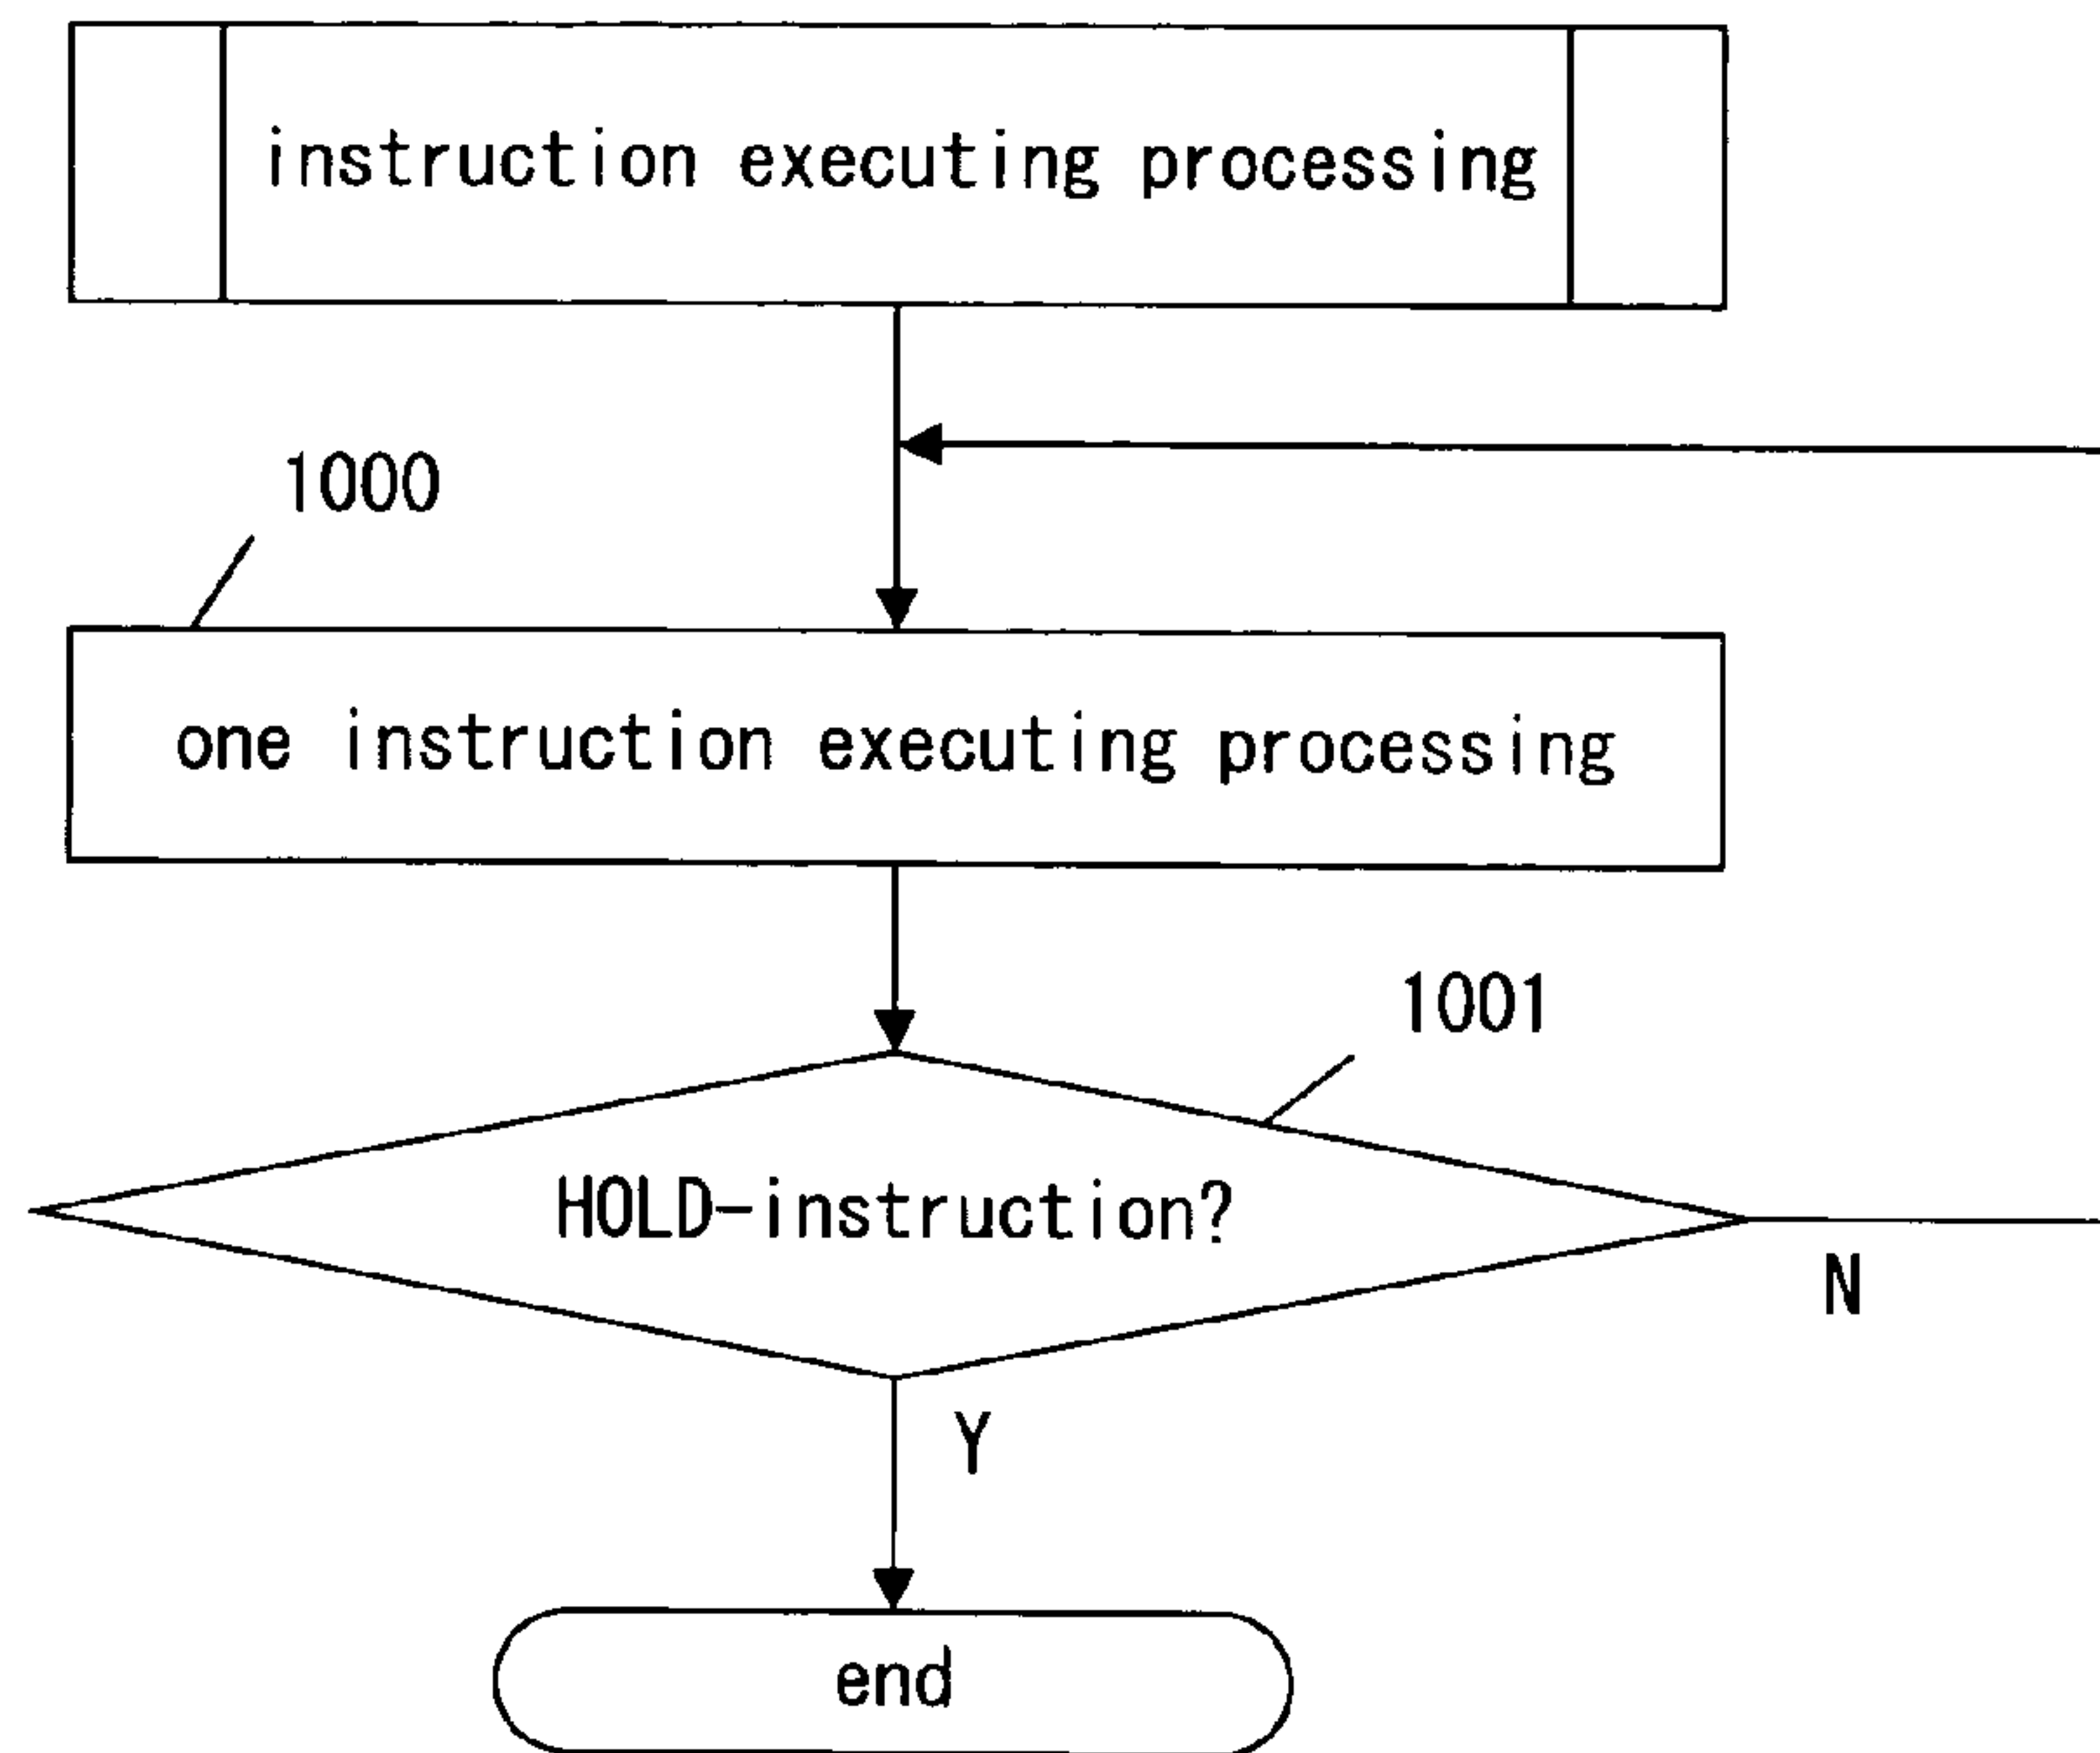 instruction executing processing
1000
one instruction executing processing
1001
HOLD-instruction?
N
Y
end